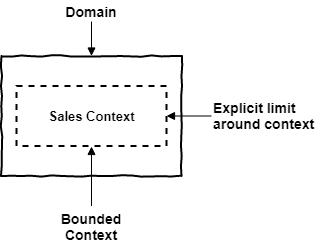 Domain
Sales Context
Explicit limit
around context
Bounded
Context